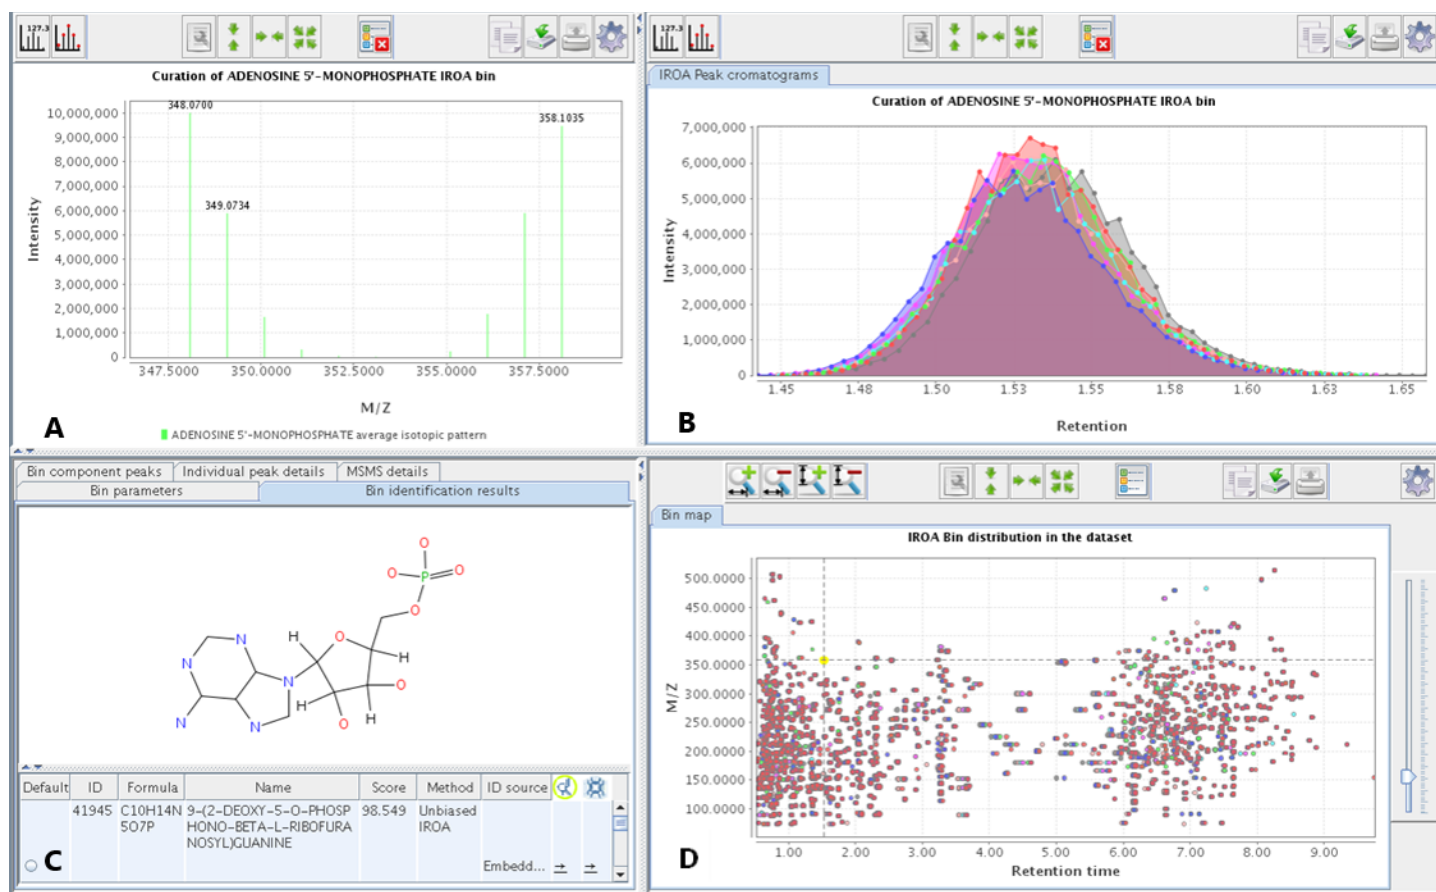 127.3
Curation of ADENOSINE 5'-MONOPHOSPHATE IROA bin
348.0700
358.1035
349.0734
10,000,000
9,000,000
8,000,000
7,000,000
6,000,000
5,000,000
4,000,000
3,000,000
2,000,000
1,000,000
0
Intensity
347.5000 350.0000 352.5000 355.0000 357.5000
M/Z
A
ADENOSINE 5'-MONOPHOSPHATE average isotopic pattern
127.3
IROA Peak cromatograms
Curation of ADENOSINE 5'-MONOPHOSPHATE IROA bin
7,000,000
6,000,000
5,000,000
4,000,000
3,000,000
2,000,000
1,000,000
0
Intensity
1.45 1.48 1.50 1.53 1.55 1.58 1.60 1.63 1.65
Retention
B
Bin component peaks Individual peak details MSMS details
Bin parameters Bin identification results
O
O P O
O
H O
N N
N N H
H O
N N O H
Default ID Formula Name Score Method ID source
41945 C10H14N 9-(2-DEOXY-5-O-PHOSP 98.549 Unbiased
5O7P HONO-BETA-L-RIBOFURA IROA
NOSYL)GUANINE
Embedd...
C
Bin map
IROA Bin distribution in the dataset
500.0000
450.0000
400.0000
350.0000
300.0000
250.0000
200.0000
150.0000
100.0000
M/Z
1.00 2.00 3.00 4.00 5.00 6.00 7.00 8.00 9.00
Retention time
D